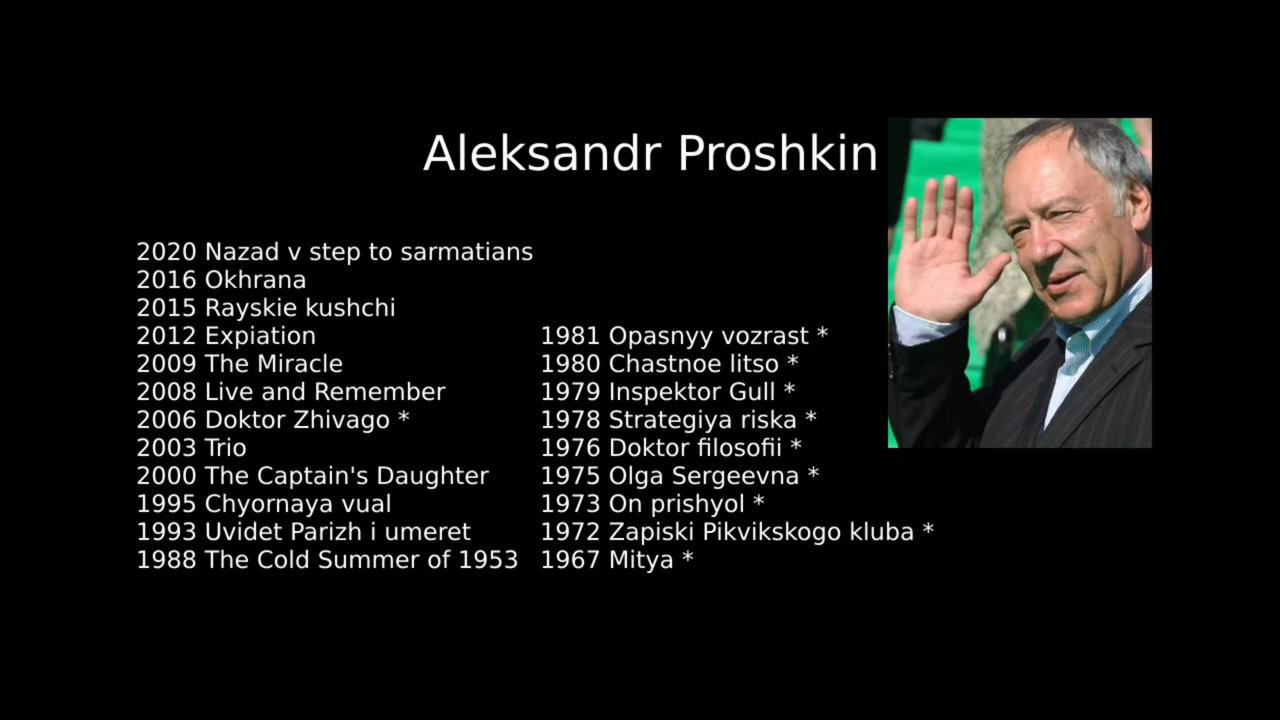 Aleksandr Proshkin
2020 Nazad v step to sarmatians
2016 Okhrana
2015 Rayskie kushchi
2012 Expiation
2009 The Miracle
2008 Live and Remember
2006 Doktor Zhivago *
2003 Trio
2000 The Captain's Daughter
1995 Chyornaya vual
1993 Uvidet Parizh i umeret
1988 The Cold Summer of 1953
1981 Opasnyy vozrast *
1980 Chastnoe litso *
1979 Inspektor Gull *
1978 Strategiya riska *
1976 Doktor filosofii *
1975 Olga Sergeevna *
1973 On prishyol *
1972 Zapiski Pikvikskogo kluba *
1967 Mitya *